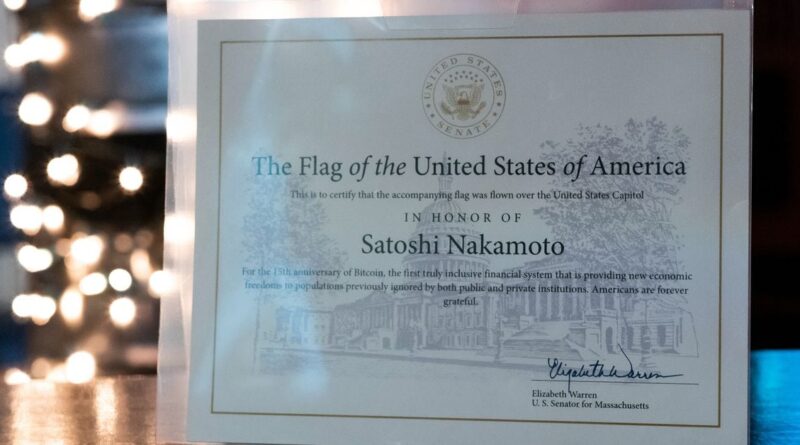 UNITED STATES
SENATE
The Flag of the United States of America
This is to certify that the accompanying flag was flown over the United States Capitol
IN HONOR OF
Satoshi Nakamoto
For the 15th anniversary of Bitcoin, the first truly inclusive financial system that is providing new economic
freedoms to populations previously ignored by both public and private institutions. Americans are forever
grateful.
Elizabeth Warren
Elizabeth Warren
U. S. Senator for Massachusetts